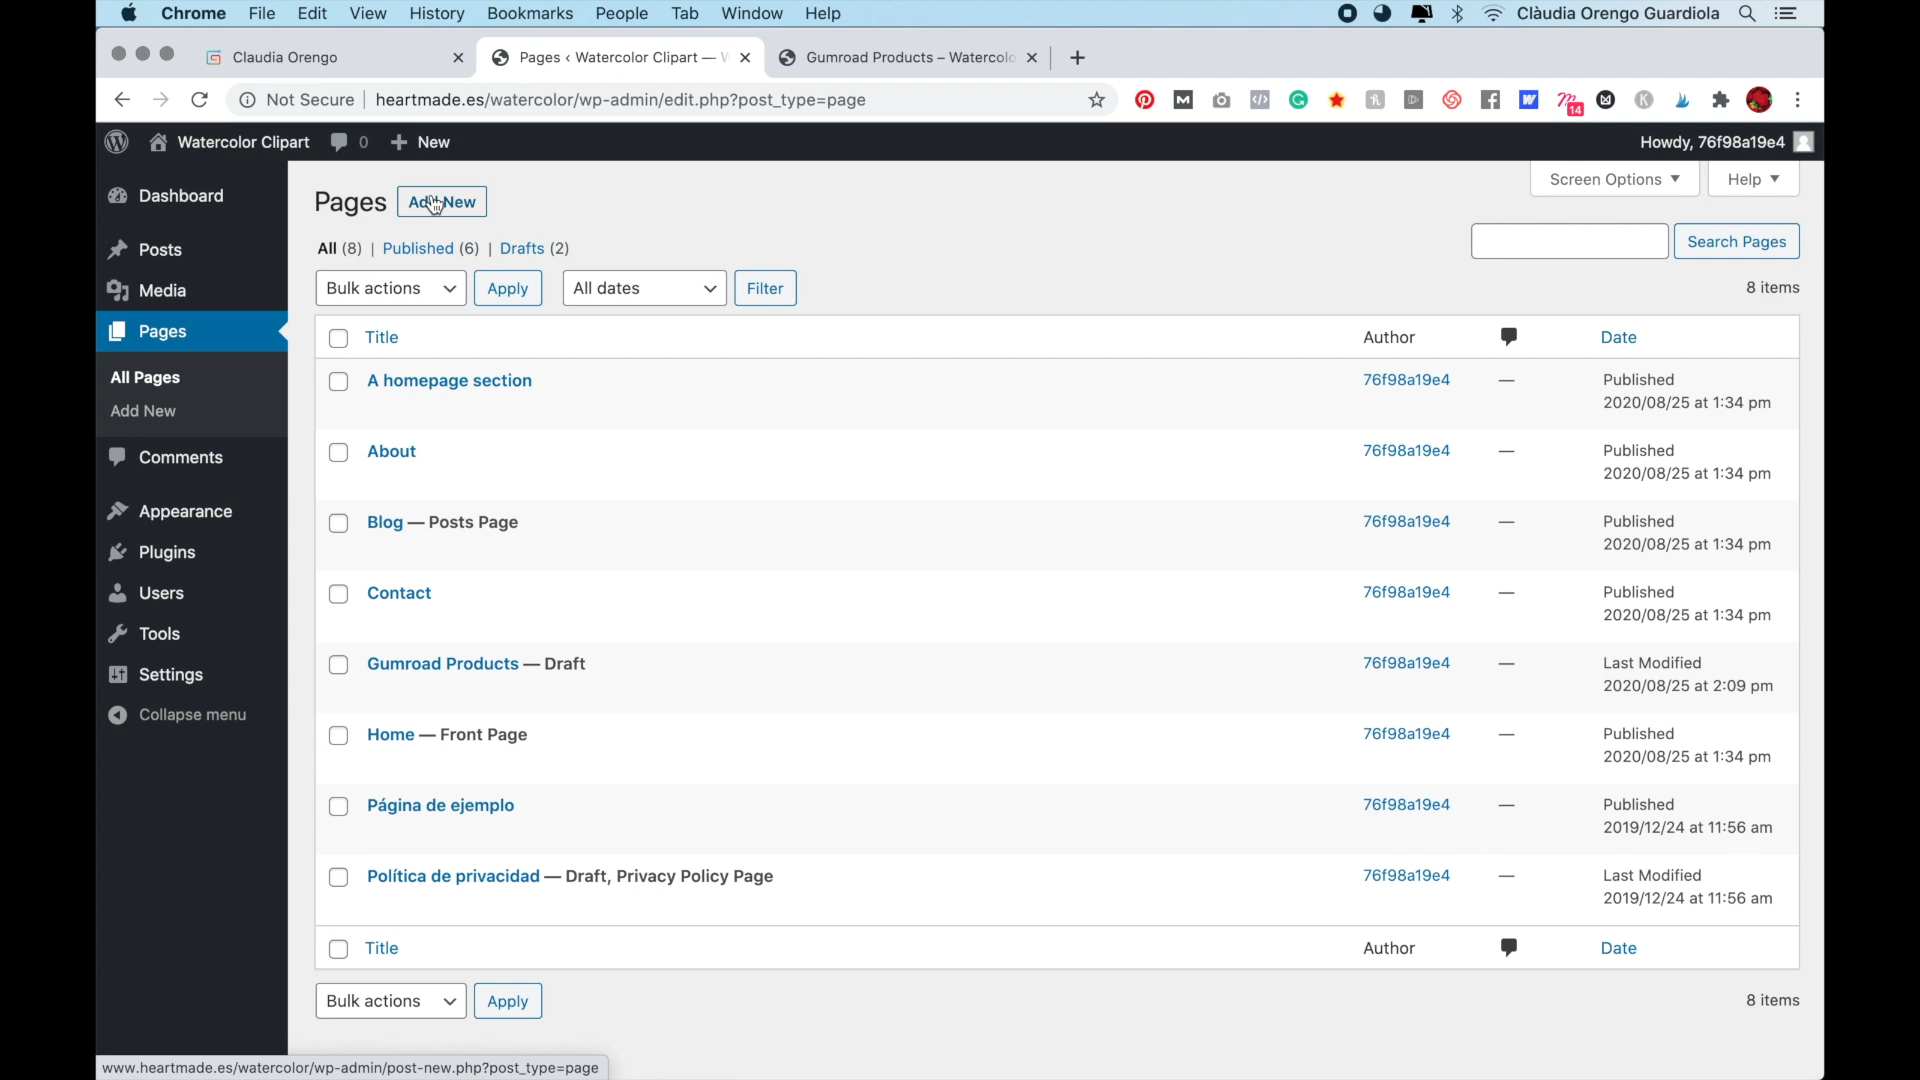 Chrome File Edit View History Bookmarks People Tab Window Help Clàudia Orengo Guardiola
Claudia Orengo Pages ‹ Watercolor Clipart — Gumroad Products – Watercolo
Not Secure heartmade.es/watercolor/wp-admin/edit.php?post_type=page 14
Watercolor Clipart 0 New Howdy, 76f98a19e4
Screen Options Help
Dashboard
Posts
Media
Pages
All Pages
Add New
Comments
Appearance
Plugins
Users
Tools
Settings
Collapse menu
Pages Add New
All (8) | Published (6) | Drafts (2)
Search Pages
Bulk actions Apply All dates Filter 8 items
Title Author Date
A homepage section 76f98a19e4 — Published
2020/08/25 at 1:34 pm
About 76f98a19e4 — Published
2020/08/25 at 1:34 pm
Blog — Posts Page 76f98a19e4 — Published
2020/08/25 at 1:34 pm
Contact 76f98a19e4 — Published
2020/08/25 at 1:34 pm
Gumroad Products — Draft 76f98a19e4 — Last Modified
2020/08/25 at 2:09 pm
Home — Front Page 76f98a19e4 — Published
2020/08/25 at 1:34 pm
Página de ejemplo 76f98a19e4 — Published
2019/12/24 at 11:56 am
Política de privacidad — Draft, Privacy Policy Page 76f98a19e4 — Last Modified
2019/12/24 at 11:56 am
Title Author Date
Bulk actions Apply 8 items
www.heartmade.es/watercolor/wp-admin/post-new.php?post_type=page